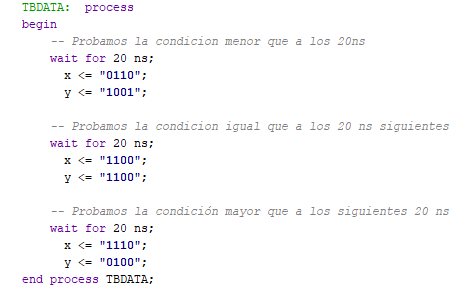 TBDATA:  process
begin
    -- Probamos la condicion menor que a los 20ns
    wait for 20 ns;
      x <= "0110";
      y <= "1001";

    -- Probamos la condicion igual que a los 20 ns siguientes
    wait for 20 ns;
      x <= "1100";
      y <= "1100";

    -- Probamos la condición mayor que a los siguientes 20 ns
    wait for 20 ns;
      x <= "1110";
      y <= "0100";
end process TBDATA;